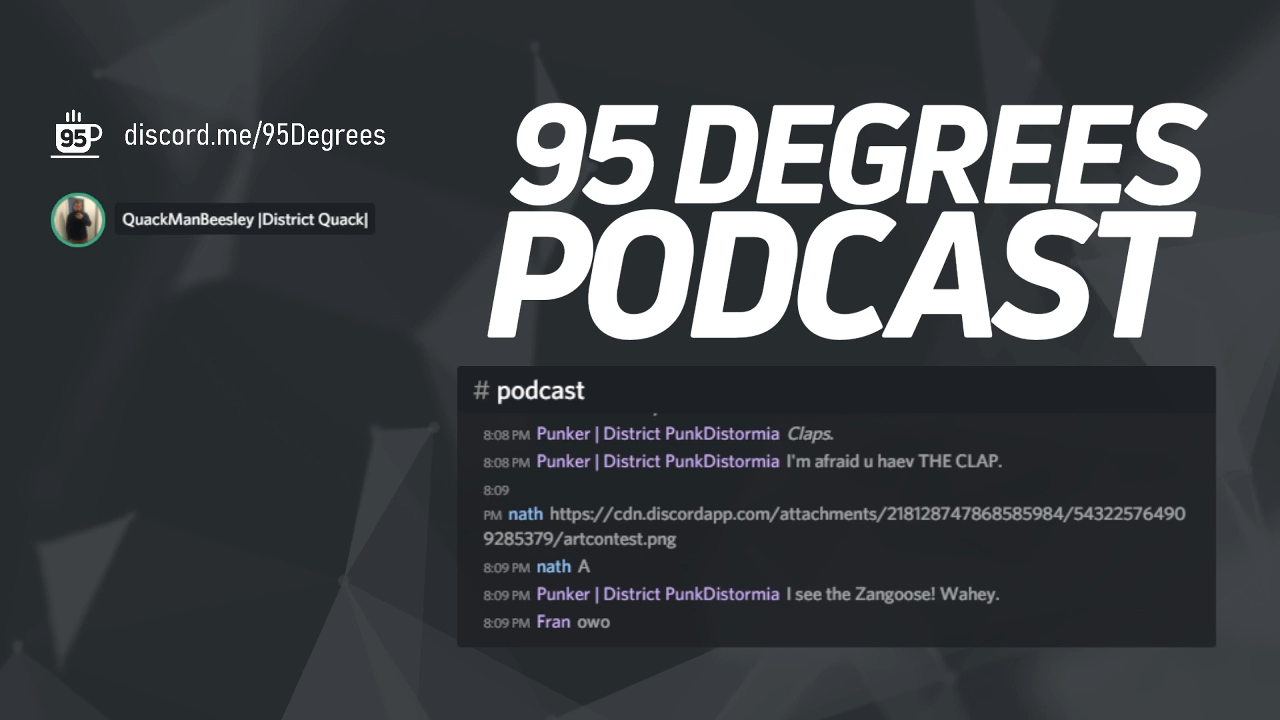 95
discord.me/95Degrees
QuackManBeesley |District Quack|
95 DEGREES
PODCAST
# podcast
8:08 PM Punker | District PunkDistormia Claps.
8:08 PM Punker | District PunkDistormia I'm afraid u haev THE CLAP.
8:09
PM nath https://cdn.discordapp.com/attachments/218128747868585984/54322576490
9285379/artcontest.png
8:09 PM nath A
8:09 PM Punker | District PunkDistormia I see the Zangoose! Wahey.
8:09 PM Fran owo